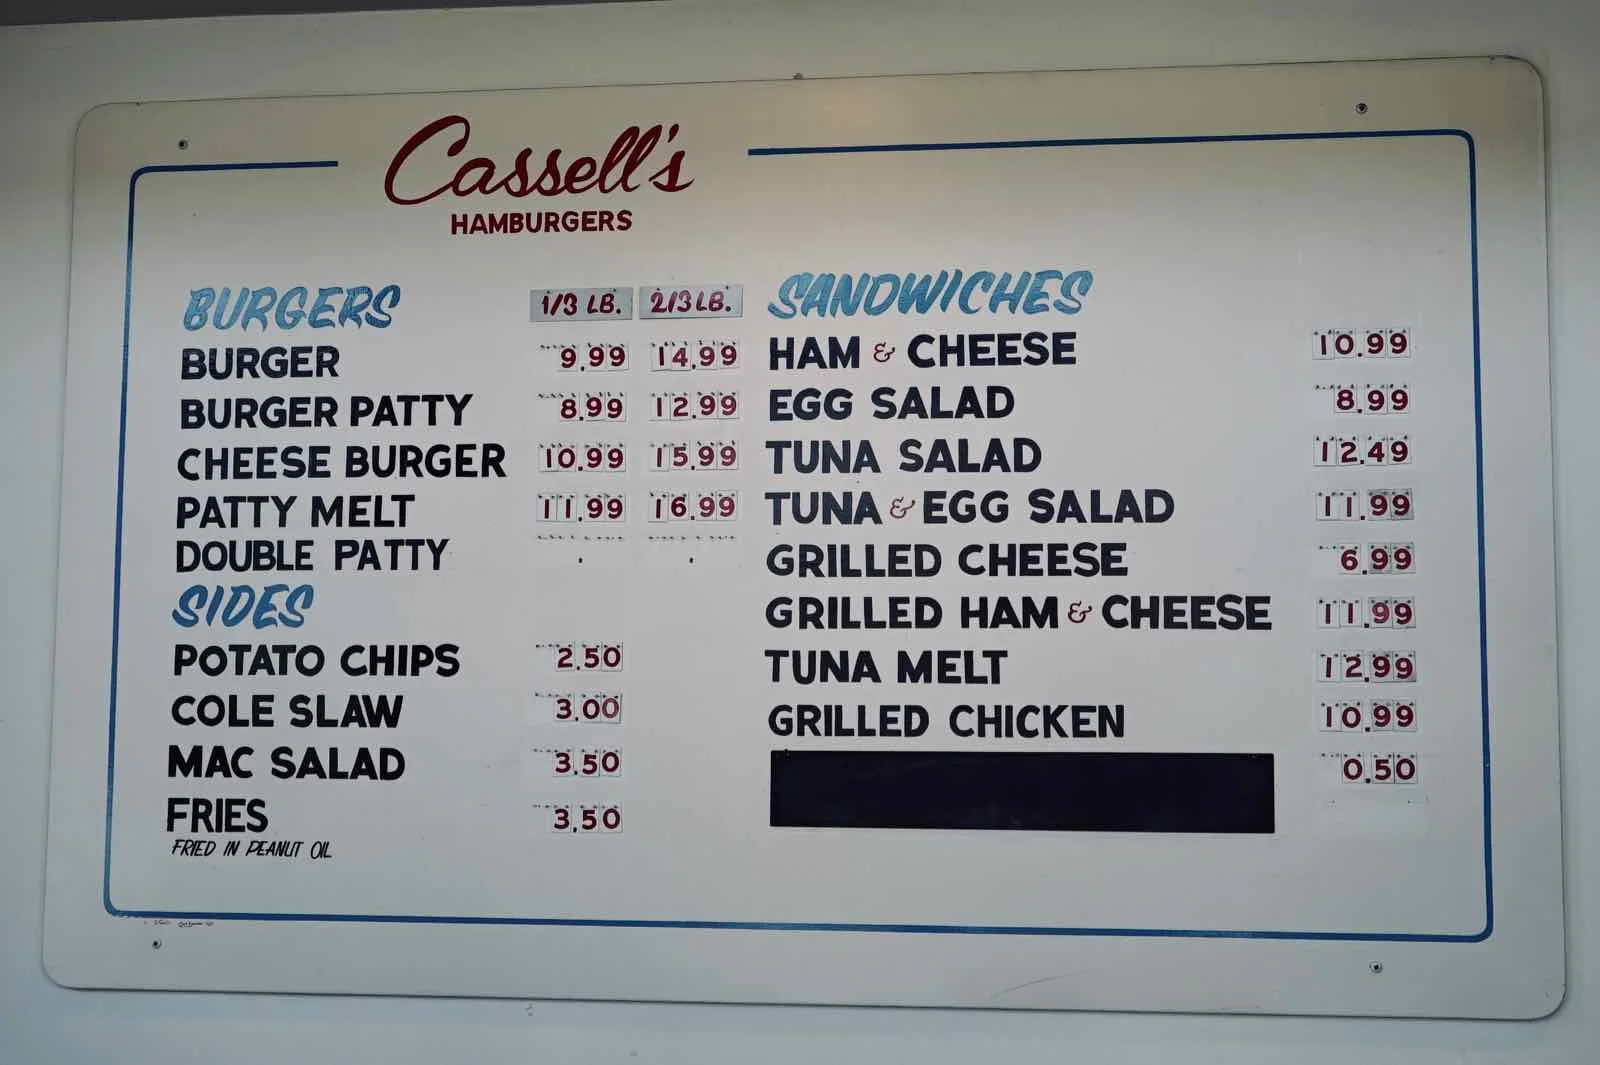 Cassell's
HAMBURGERS
BURGERS 1/3 LB. 2/3 LB.
BURGER 9.99 14.99
BURGER PATTY 8.99 12.99
CHEESE BURGER 10.99 15.99
PATTY MELT 11.99 16.99
DOUBLE PATTY . .
SIDES
POTATO CHIPS 2.50
COLE SLAW 3.00
MAC SALAD 3.50
FRIES 3.50
FRIED IN PEANUT OIL
SANDWICHES
HAM & CHEESE 10.99
EGG SALAD 8.99
TUNA SALAD 12.49
TUNA & EGG SALAD 11.99
GRILLED CHEESE 6.99
GRILLED HAM & CHEESE 11.99
TUNA MELT 12.99
GRILLED CHICKEN 10.99
0.50